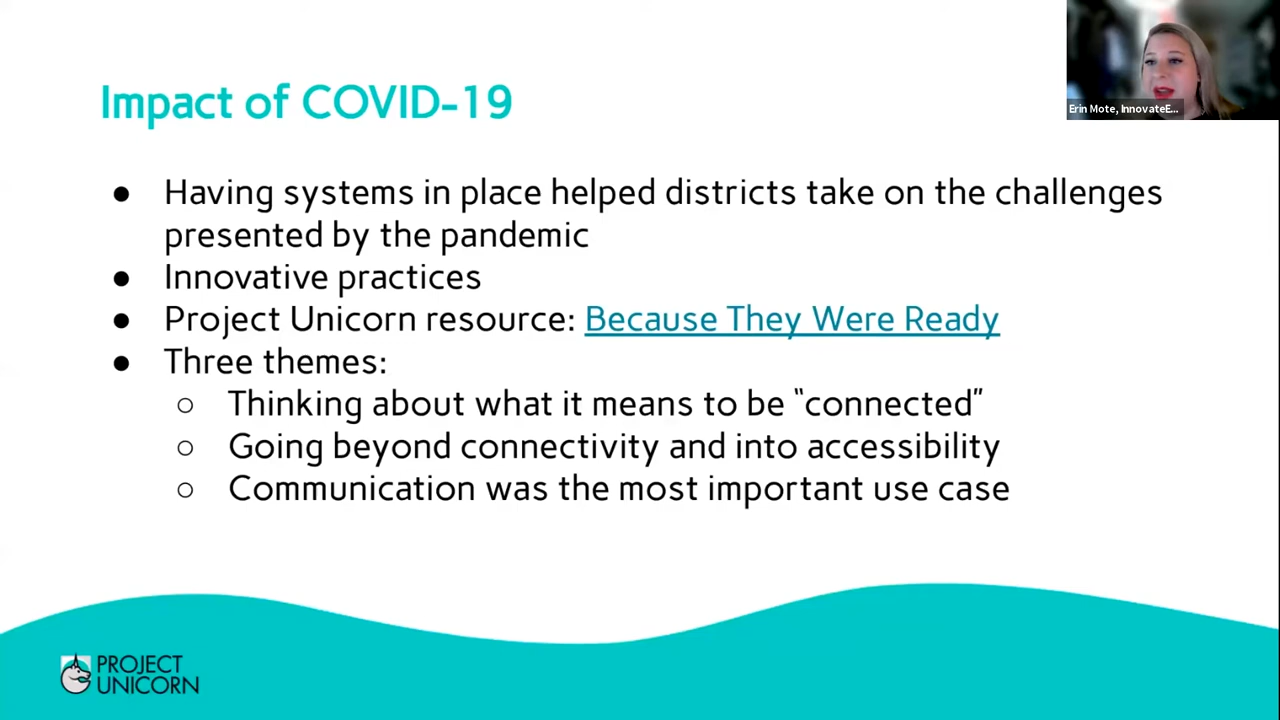 Impact of COVID-19
Erin Mote, InnovateE...
● Having systems in place helped districts take on the challenges
presented by the pandemic
● Innovative practices
● Project Unicorn resource: Because They Were Ready
● Three themes:
○ Thinking about what it means to be “connected”
○ Going beyond connectivity and into accessibility
○ Communication was the most important use case
PROJECT
UNICORN